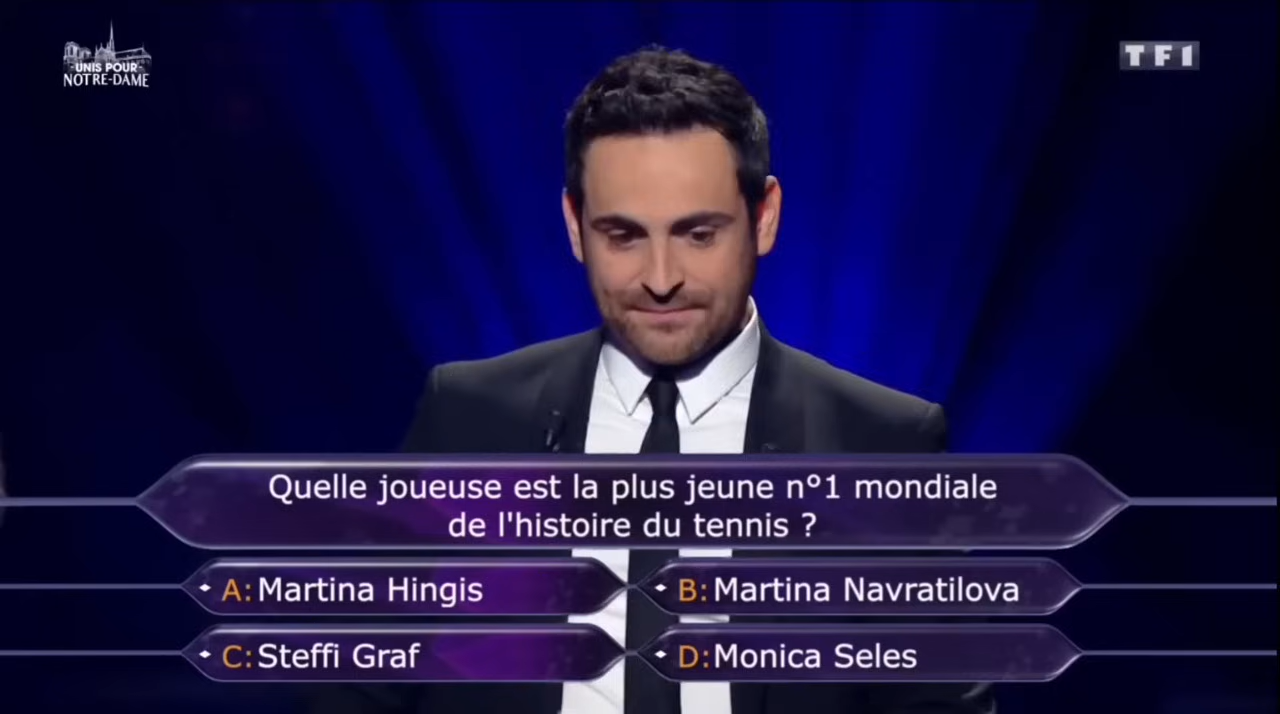 UNIS POUR
NOTRE-DAME
TF1
Quelle joueuse est la plus jeune n°1 mondiale
de l'histoire du tennis ?
A: Martina Hingis
B: Martina Navratilova
C: Steffi Graf
D: Monica Seles